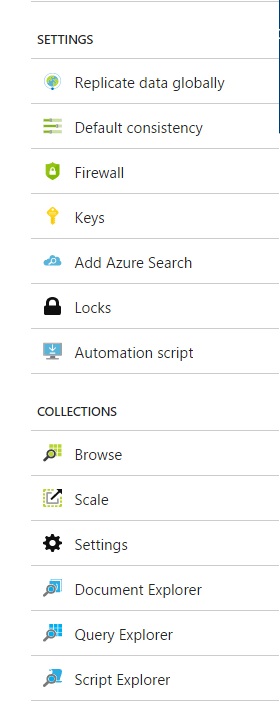 SETTINGS
Replicate data globally
Default consistency
Firewall
Keys
Add Azure Search
Locks
Automation script
COLLECTIONS
Browse
Scale
Settings
Document Explorer
Query Explorer
Script Explorer